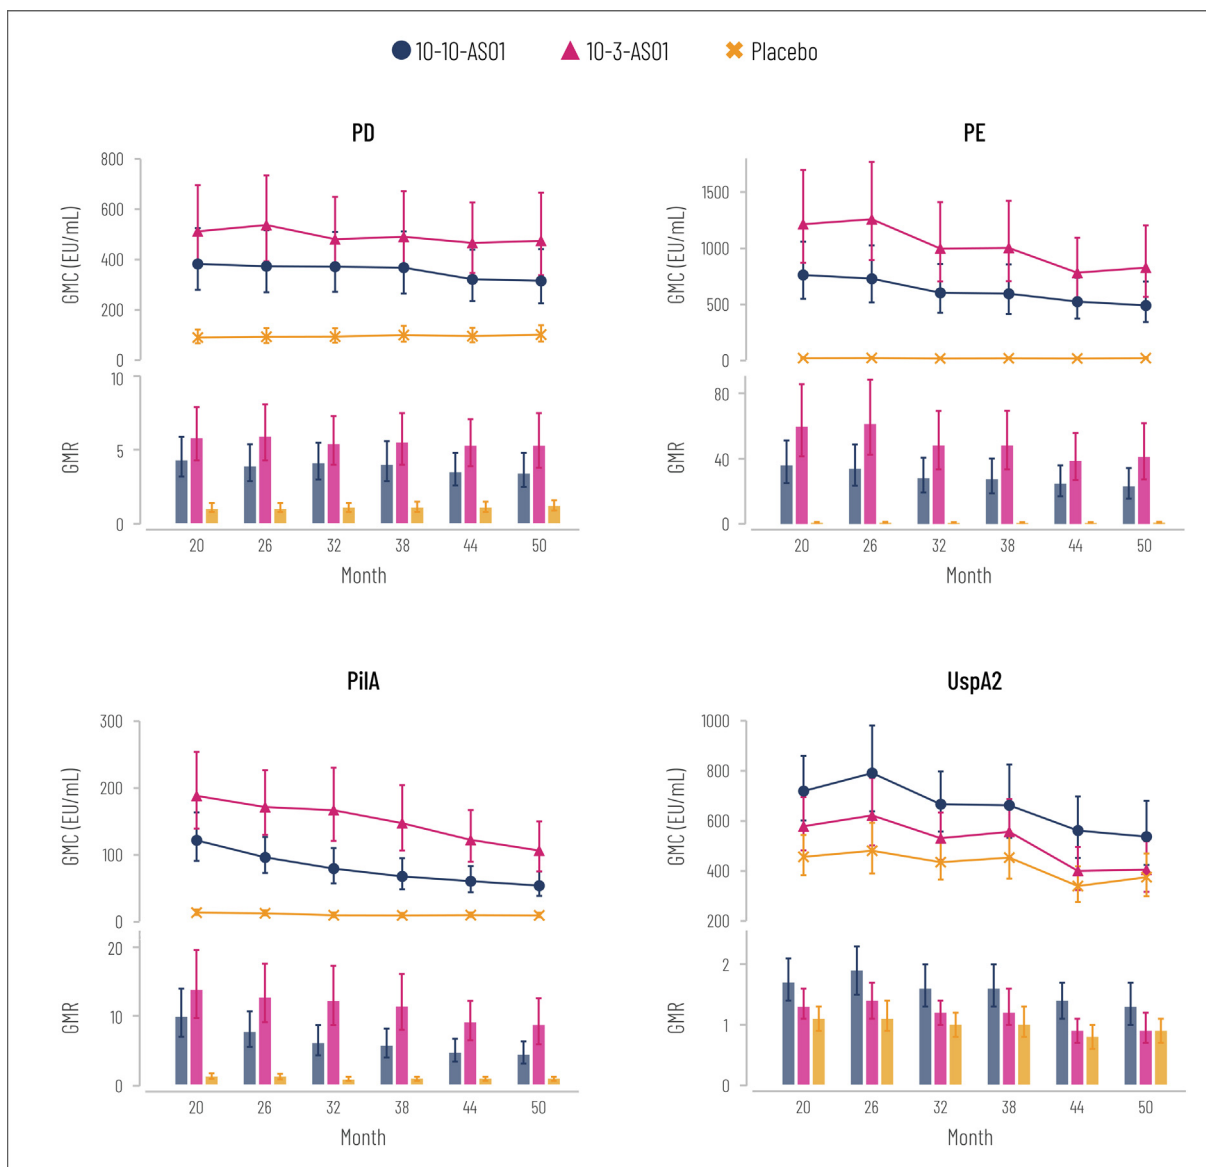 10-10-AS01 10-3-AS01 Placebo
PD
GMC (EU/mL)
800
600
400
200
0
GMR
10
5
0
20 26 32 38 44 50
Month
PE
GMC (EU/mL)
1500
1000
500
0
GMR
80
40
0
20 26 32 38 44 50
Month
PilA
GMC (EU/mL)
300
200
100
0
GMR
20
10
0
20 26 32 38 44 50
Month
UspA2
GMC (EU/mL)
1000
800
600
400
200
GMR
2
1
0
20 26 32 38 44 50
Month